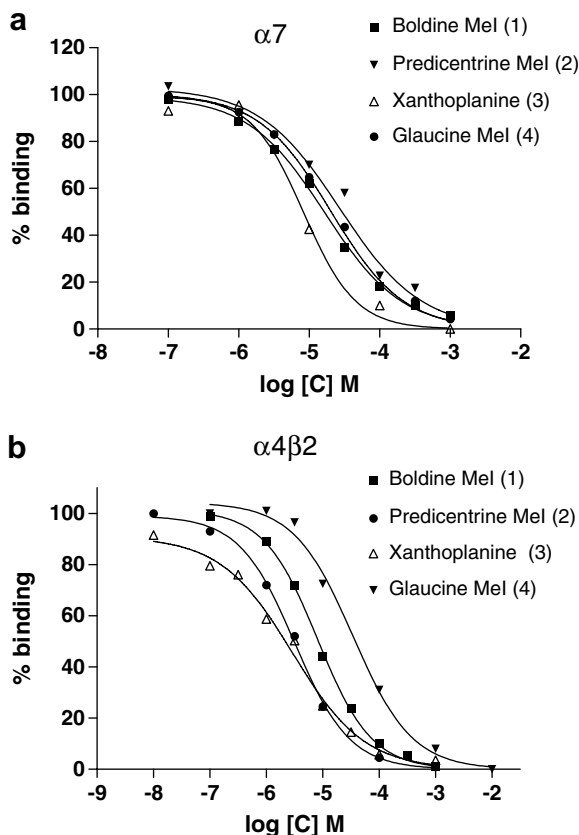 a
α7
Boldine MeI (1)
Predicentrine MeI (2)
Xanthoplanine (3)
Glaucine MeI (4)
% binding
120
100
80
60
40
20
0
-8 -7 -6 -5 -4 -3 -2
log [C] M
b
α4β2
Boldine MeI (1)
Predicentrine MeI (2)
Xanthoplanine (3)
Glaucine MeI (4)
% binding
100
80
60
40
20
0
-9 -8 -7 -6 -5 -4 -3 -2 -1
log [C] M